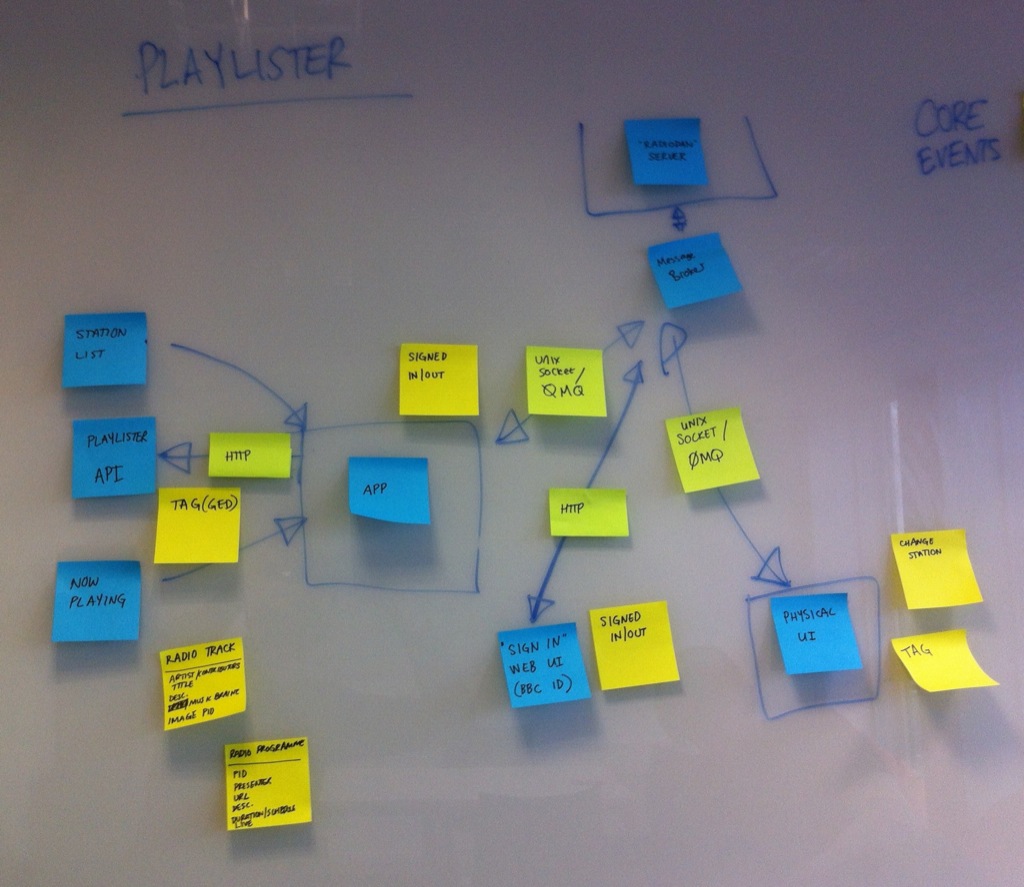 PLAYLISTER
CORE
EVENTS
"RADIODAN"
SERVER
Message
Broker
STATION
LIST
SIGNED
IN/OUT
UNIX
SOCKET/
ØMQ
PLAYLISTER
API
HTTP
APP
UNIX
SOCKET/
ØMQ
TAG(GED)
HTTP
NOW
PLAYING
"SIGN IN"
WEB UI
(BBC ID)
SIGNED
IN/OUT
PHYSICAL
UI
CHANGE
STATION
TAG
RADIO TRACK
ARTIST/CONTRIBUTORS
TITLE
DESC.
MUSICBRAINZ
IMAGE PID
RADIO PROGRAMME
PID
PRESENTER
URL
DESC.
DURATION/SCHEDULE
LIVE